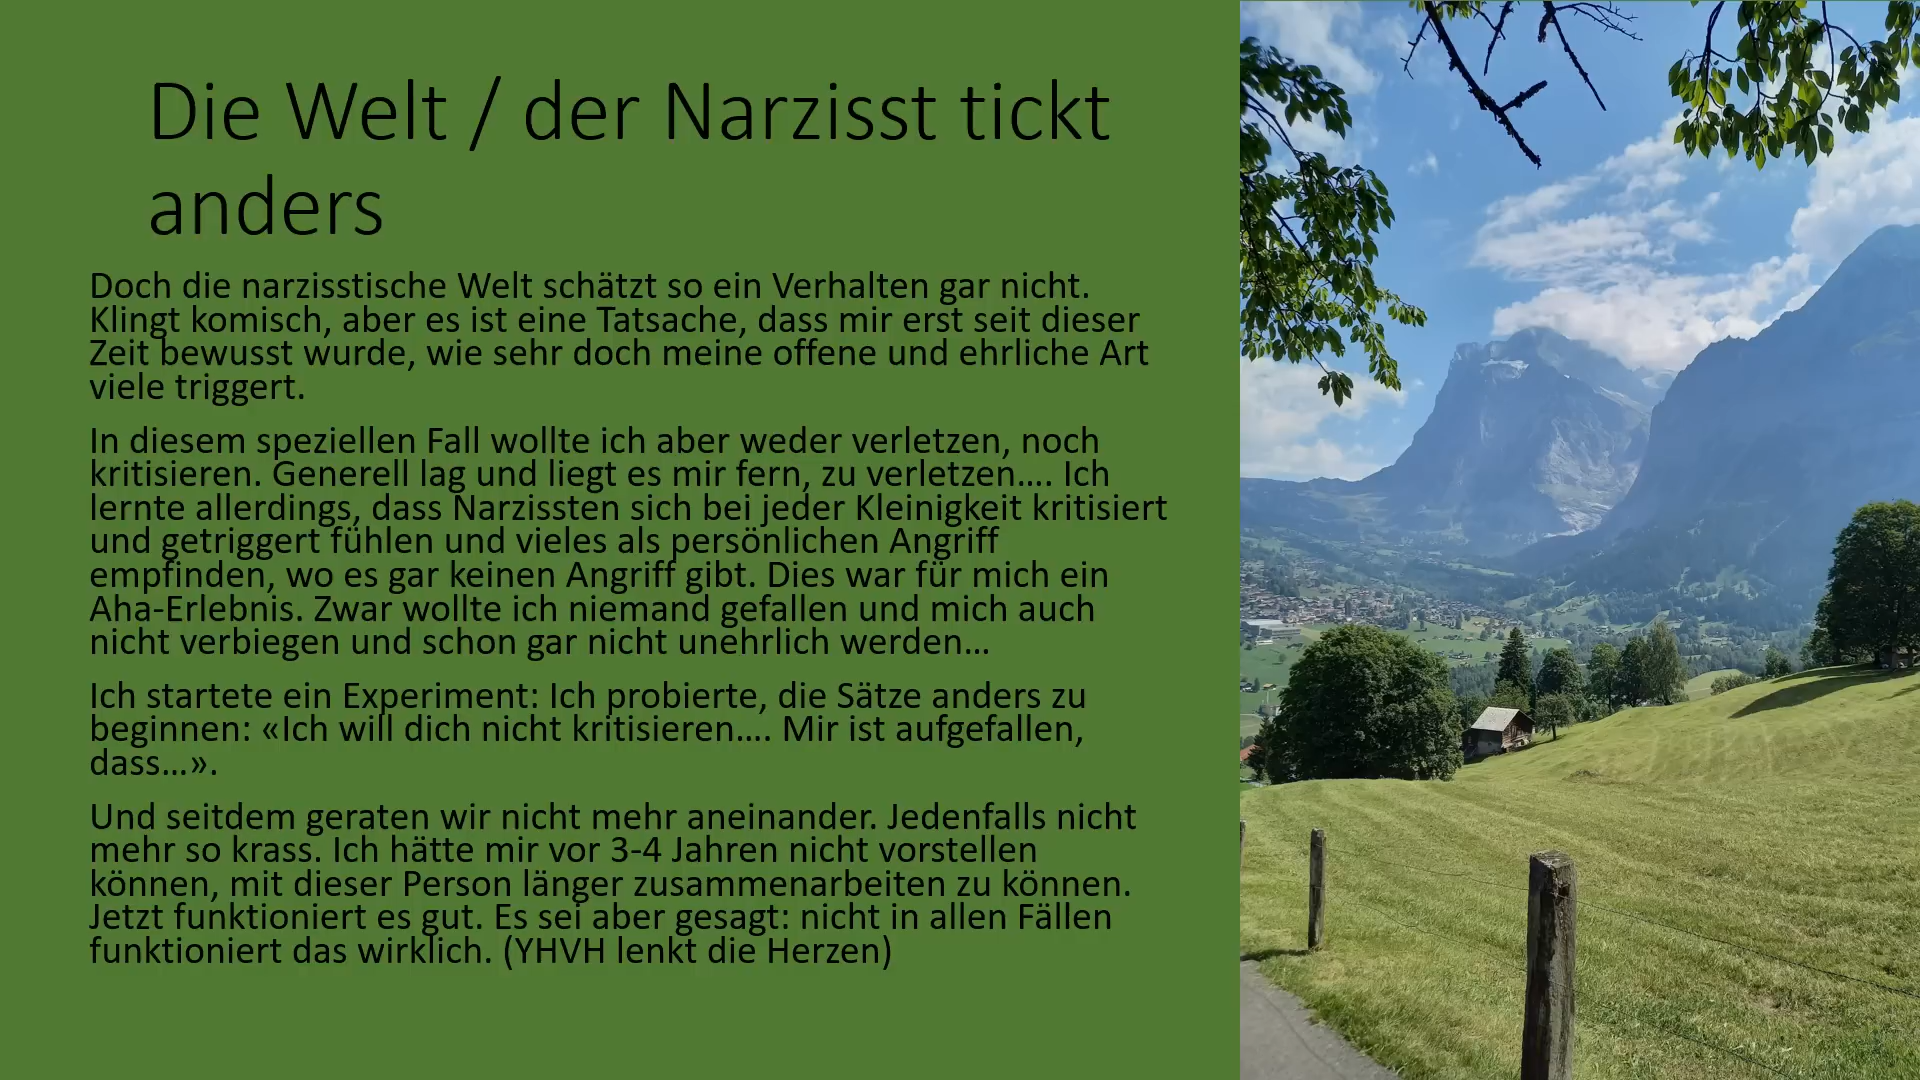 Die Welt / der Narzisst tickt
anders
Doch die narzisstische Welt schätzt so ein Verhalten gar nicht.
Klingt komisch, aber es ist eine Tatsache, dass mir erst seit dieser
Zeit bewusst wurde, wie sehr doch meine offene und ehrliche Art
viele triggert.
In diesem speziellen Fall wollte ich aber weder verletzen, noch
kritisieren. Generell lag und liegt es mir fern, zu verletzen…. Ich
lernte allerdings, dass Narzissten sich bei jeder Kleinigkeit kritisiert
und getriggert fühlen und vieles als persönlichen Angriff
empfinden, wo es gar keinen Angriff gibt. Dies war für mich ein
Aha-Erlebnis. Zwar wollte ich niemand gefallen und mich auch
nicht verbiegen und schon gar nicht unehrlich werden…
Ich startete ein Experiment: Ich probierte, die Sätze anders zu
beginnen: «Ich will dich nicht kritisieren…. Mir ist aufgefallen,
dass…».
Und seitdem geraten wir nicht mehr aneinander. Jedenfalls nicht
mehr so krass. Ich hätte mir vor 3-4 Jahren nicht vorstellen
können, mit dieser Person länger zusammenarbeiten zu können.
Jetzt funktioniert es gut. Es sei aber gesagt: nicht in allen Fällen
funktioniert das wirklich. (YHVH lenkt die Herzen)